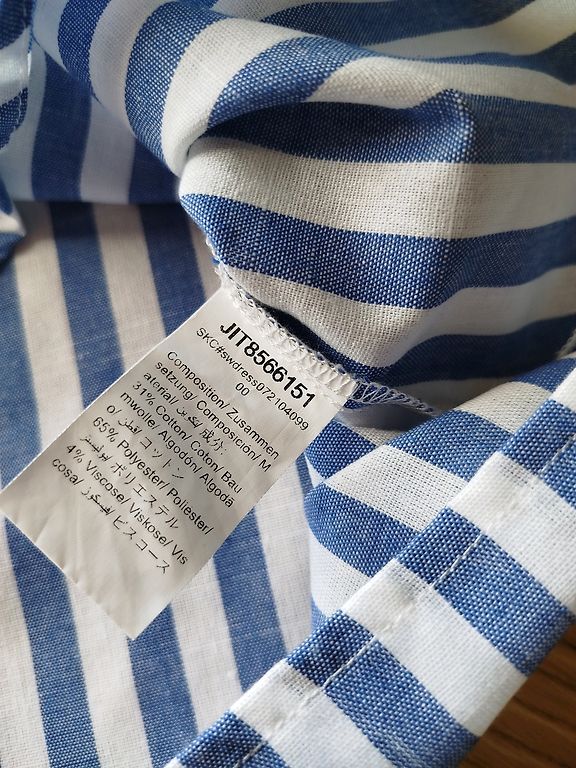 JIT8566151
SKC#swdress072104099
00
Composition/ Zusammen
setzung/ Composición/ M
aterial/ تكوين/ 成分:
31% Cotton/ Coton/ Bau
mwolle/ Algodón/ Algodã
o/ قطن/ コットン
65% Polyester/ Poliester/
بوليستر/ ポリエステル
4% Viscose/ Viskose/ Vis
cosa/ فيسكوز/ ビスコース